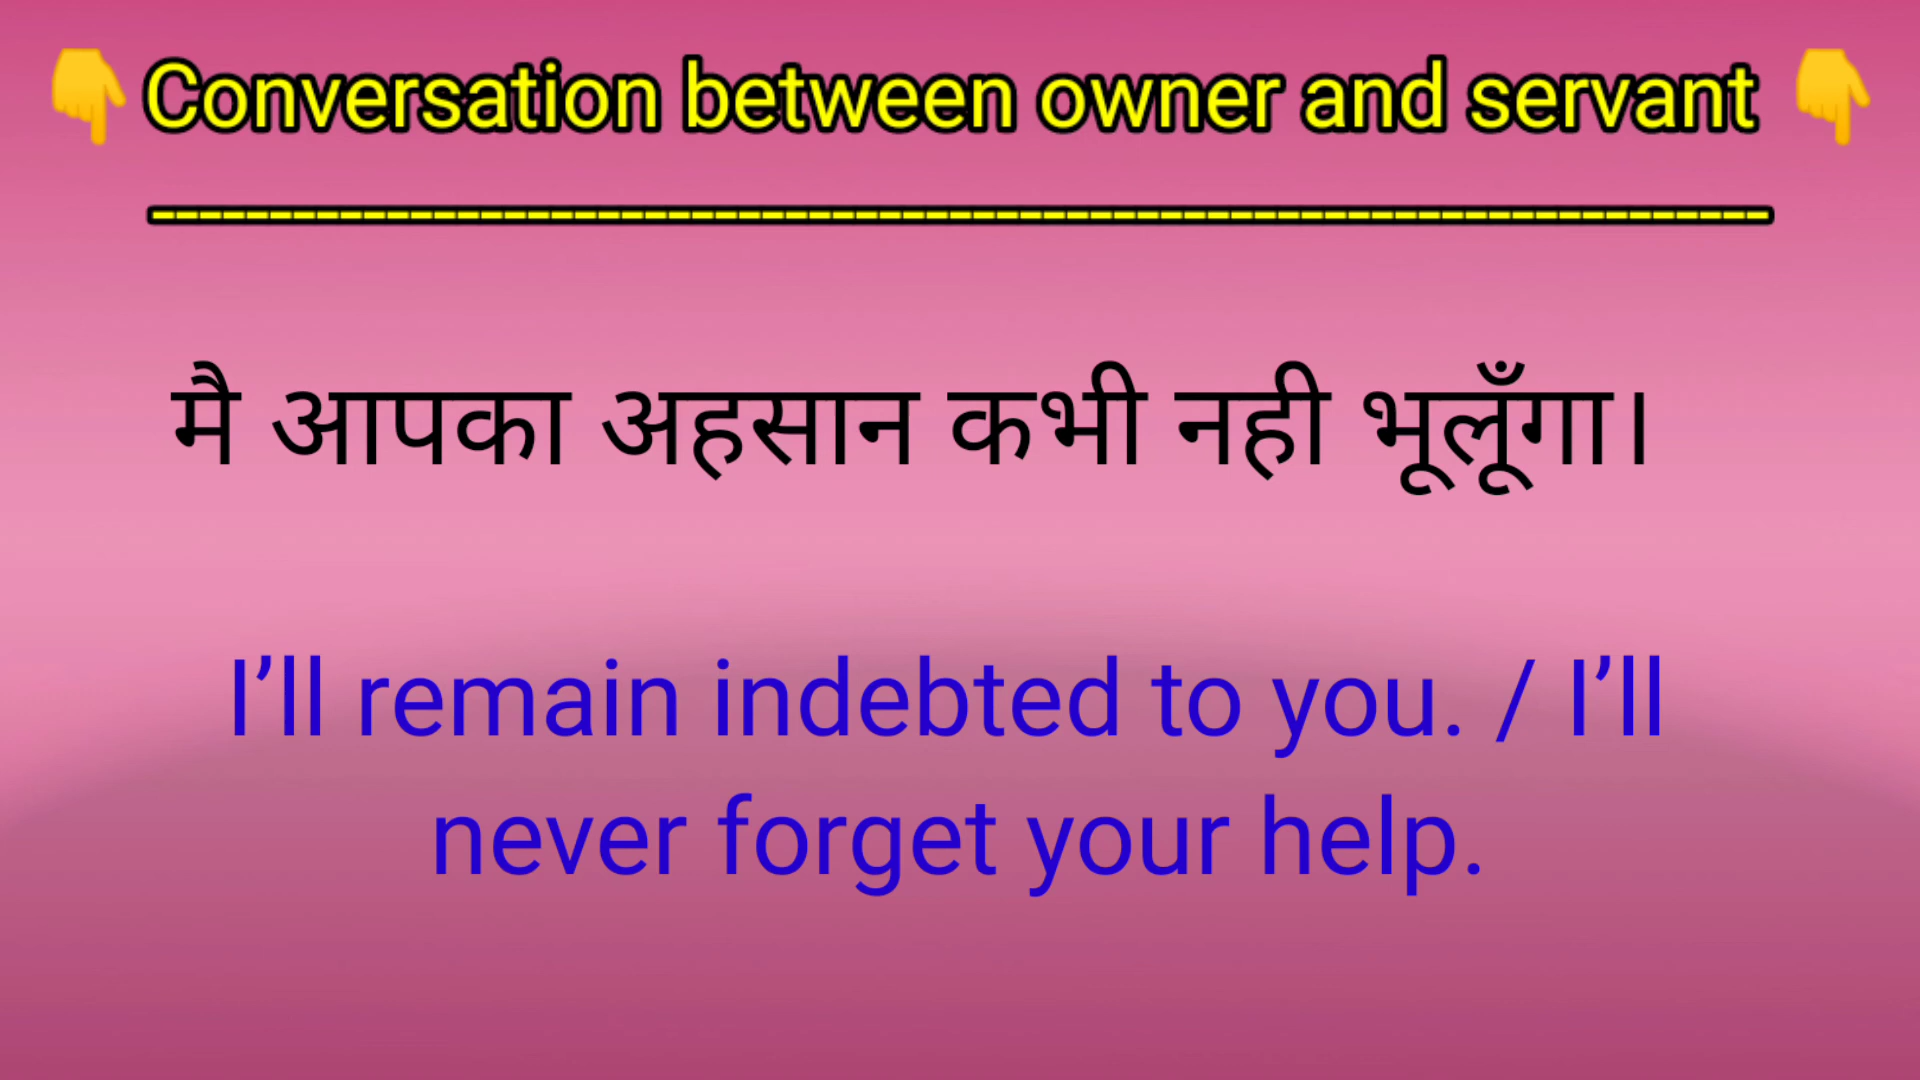 👇 Conversation between owner and servant 👇
---------------------------------------------------------------------
मै आपका अहसान कभी नही भूलूँगा।
I’ll remain indebted to you. / I’ll
never forget your help.